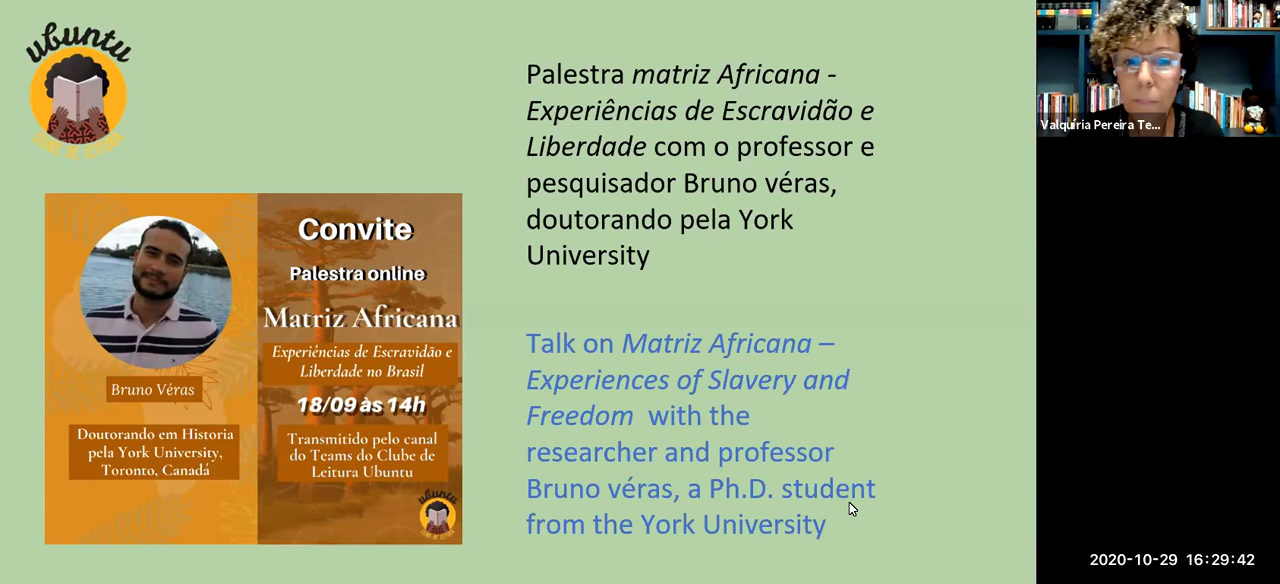 ubuntu
CLUBE DE LEITURA
Convite
Palestra online
Matriz Africana
Experiências de Escravidão e
Liberdade no Brasil
18/09 às 14h
Transmitido pelo canal
do Teams do Clube de
Leitura Ubuntu
ubuntu
Bruno Véras
Doutorando em Historia
pela York University,
Toronto, Canadá
Palestra matriz Africana -
Experiências de Escravidão e
Liberdade com o professor e
pesquisador Bruno véras,
doutorando pela York
University
Talk on Matriz Africana –
Experiences of Slavery and
Freedom with the
researcher and professor
Bruno véras, a Ph.D. student
from the York University
Valquíria Pereira Te...
2020-10-29 16:29:42